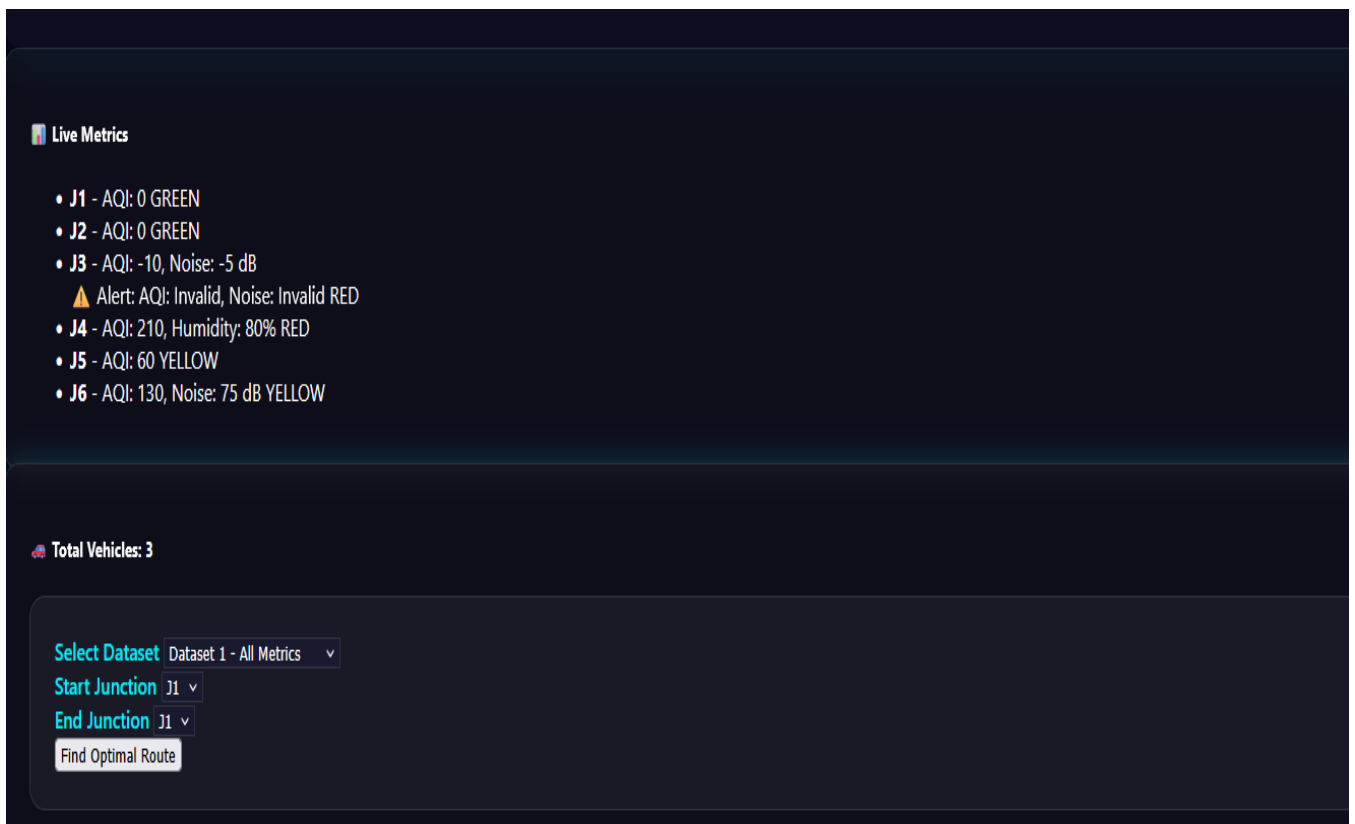 Live Metrics
• J1 - AQI: 0 GREEN
• J2 - AQI: 0 GREEN
• J3 - AQI: -10, Noise: -5 dB
Alert: AQI: Invalid, Noise: Invalid RED
• J4 - AQI: 210, Humidity: 80% RED
• J5 - AQI: 60 YELLOW
• J6 - AQI: 130, Noise: 75 dB YELLOW
Total Vehicles: 3
Select Dataset Dataset 1 - All Metrics
Start Junction J1
End Junction J1
Find Optimal Route